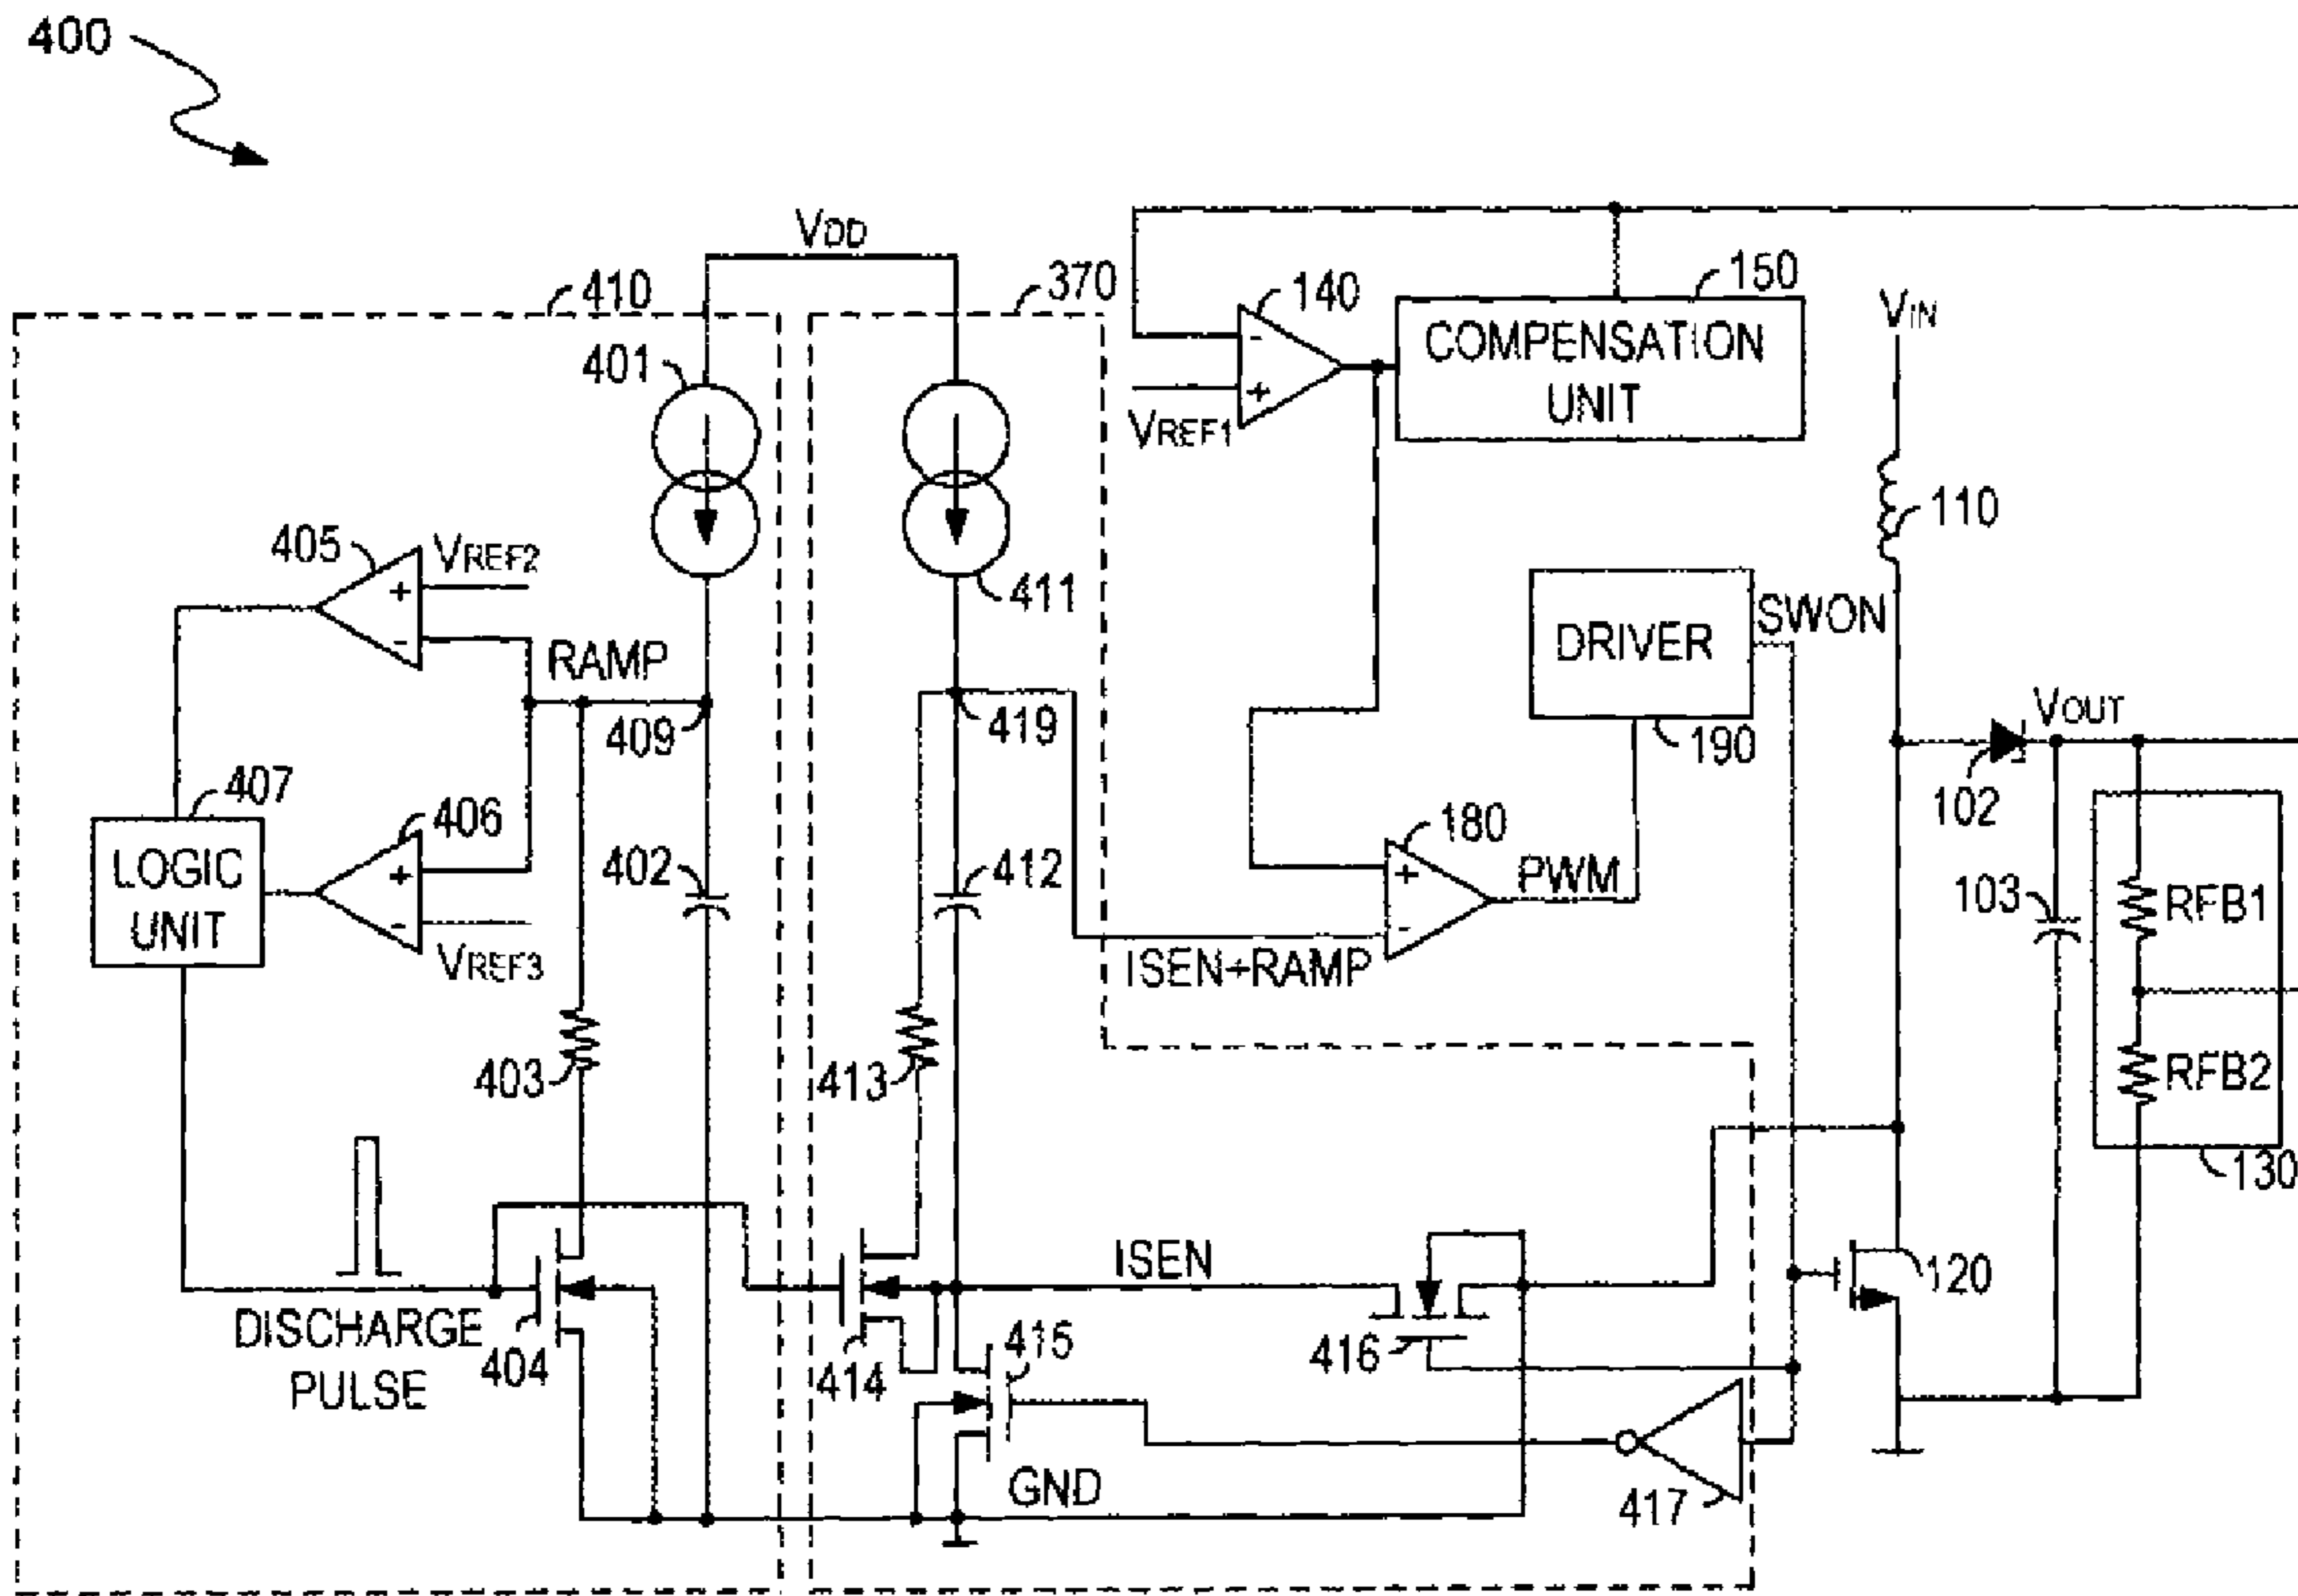 400
VDD
410
370
140
150
COMPENSATION
UNIT
VREF1
VIN
401
411
110
405
VREF2
RAMP
409
419
DRIVER
SWON
190
VOUT
102
407
LOGIC
UNIT
406
VREF3
402
412
180
PWM
ISEN+RAMP
103
RFB1
RFB2
130
403
413
DISCHARGE
PULSE
404
414
ISEN
415
416
120
GND
417
+
-
+
-
-
+
+
-